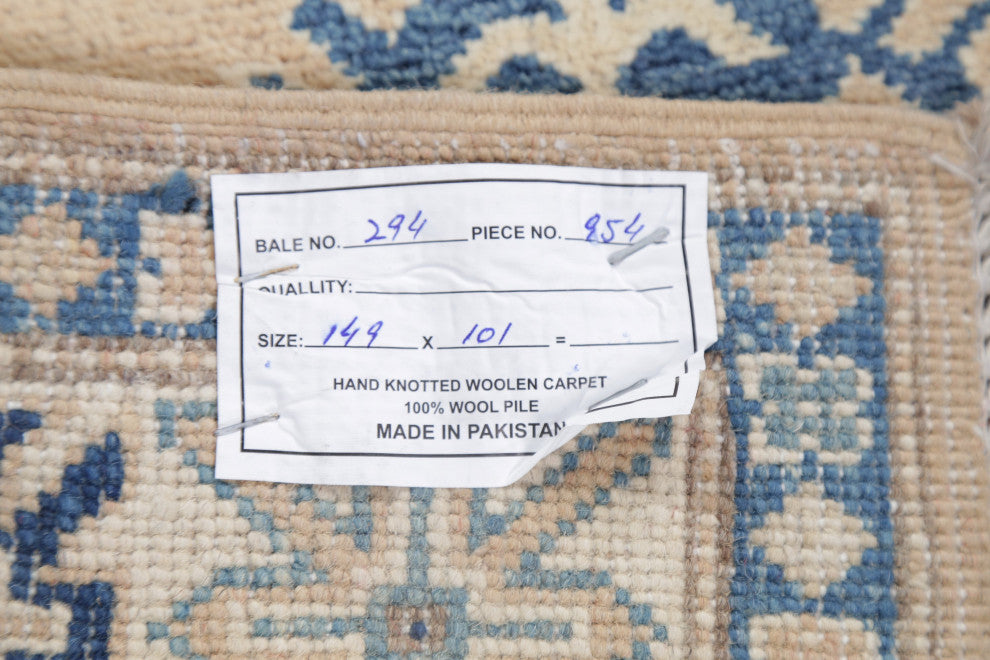 BALE NO. 294 PIECE NO. 954
QUALLITY:
SIZE: 149 X 101 =
HAND KNOTTED WOOLEN CARPET
100% WOOL PILE
MADE IN PAKISTAN